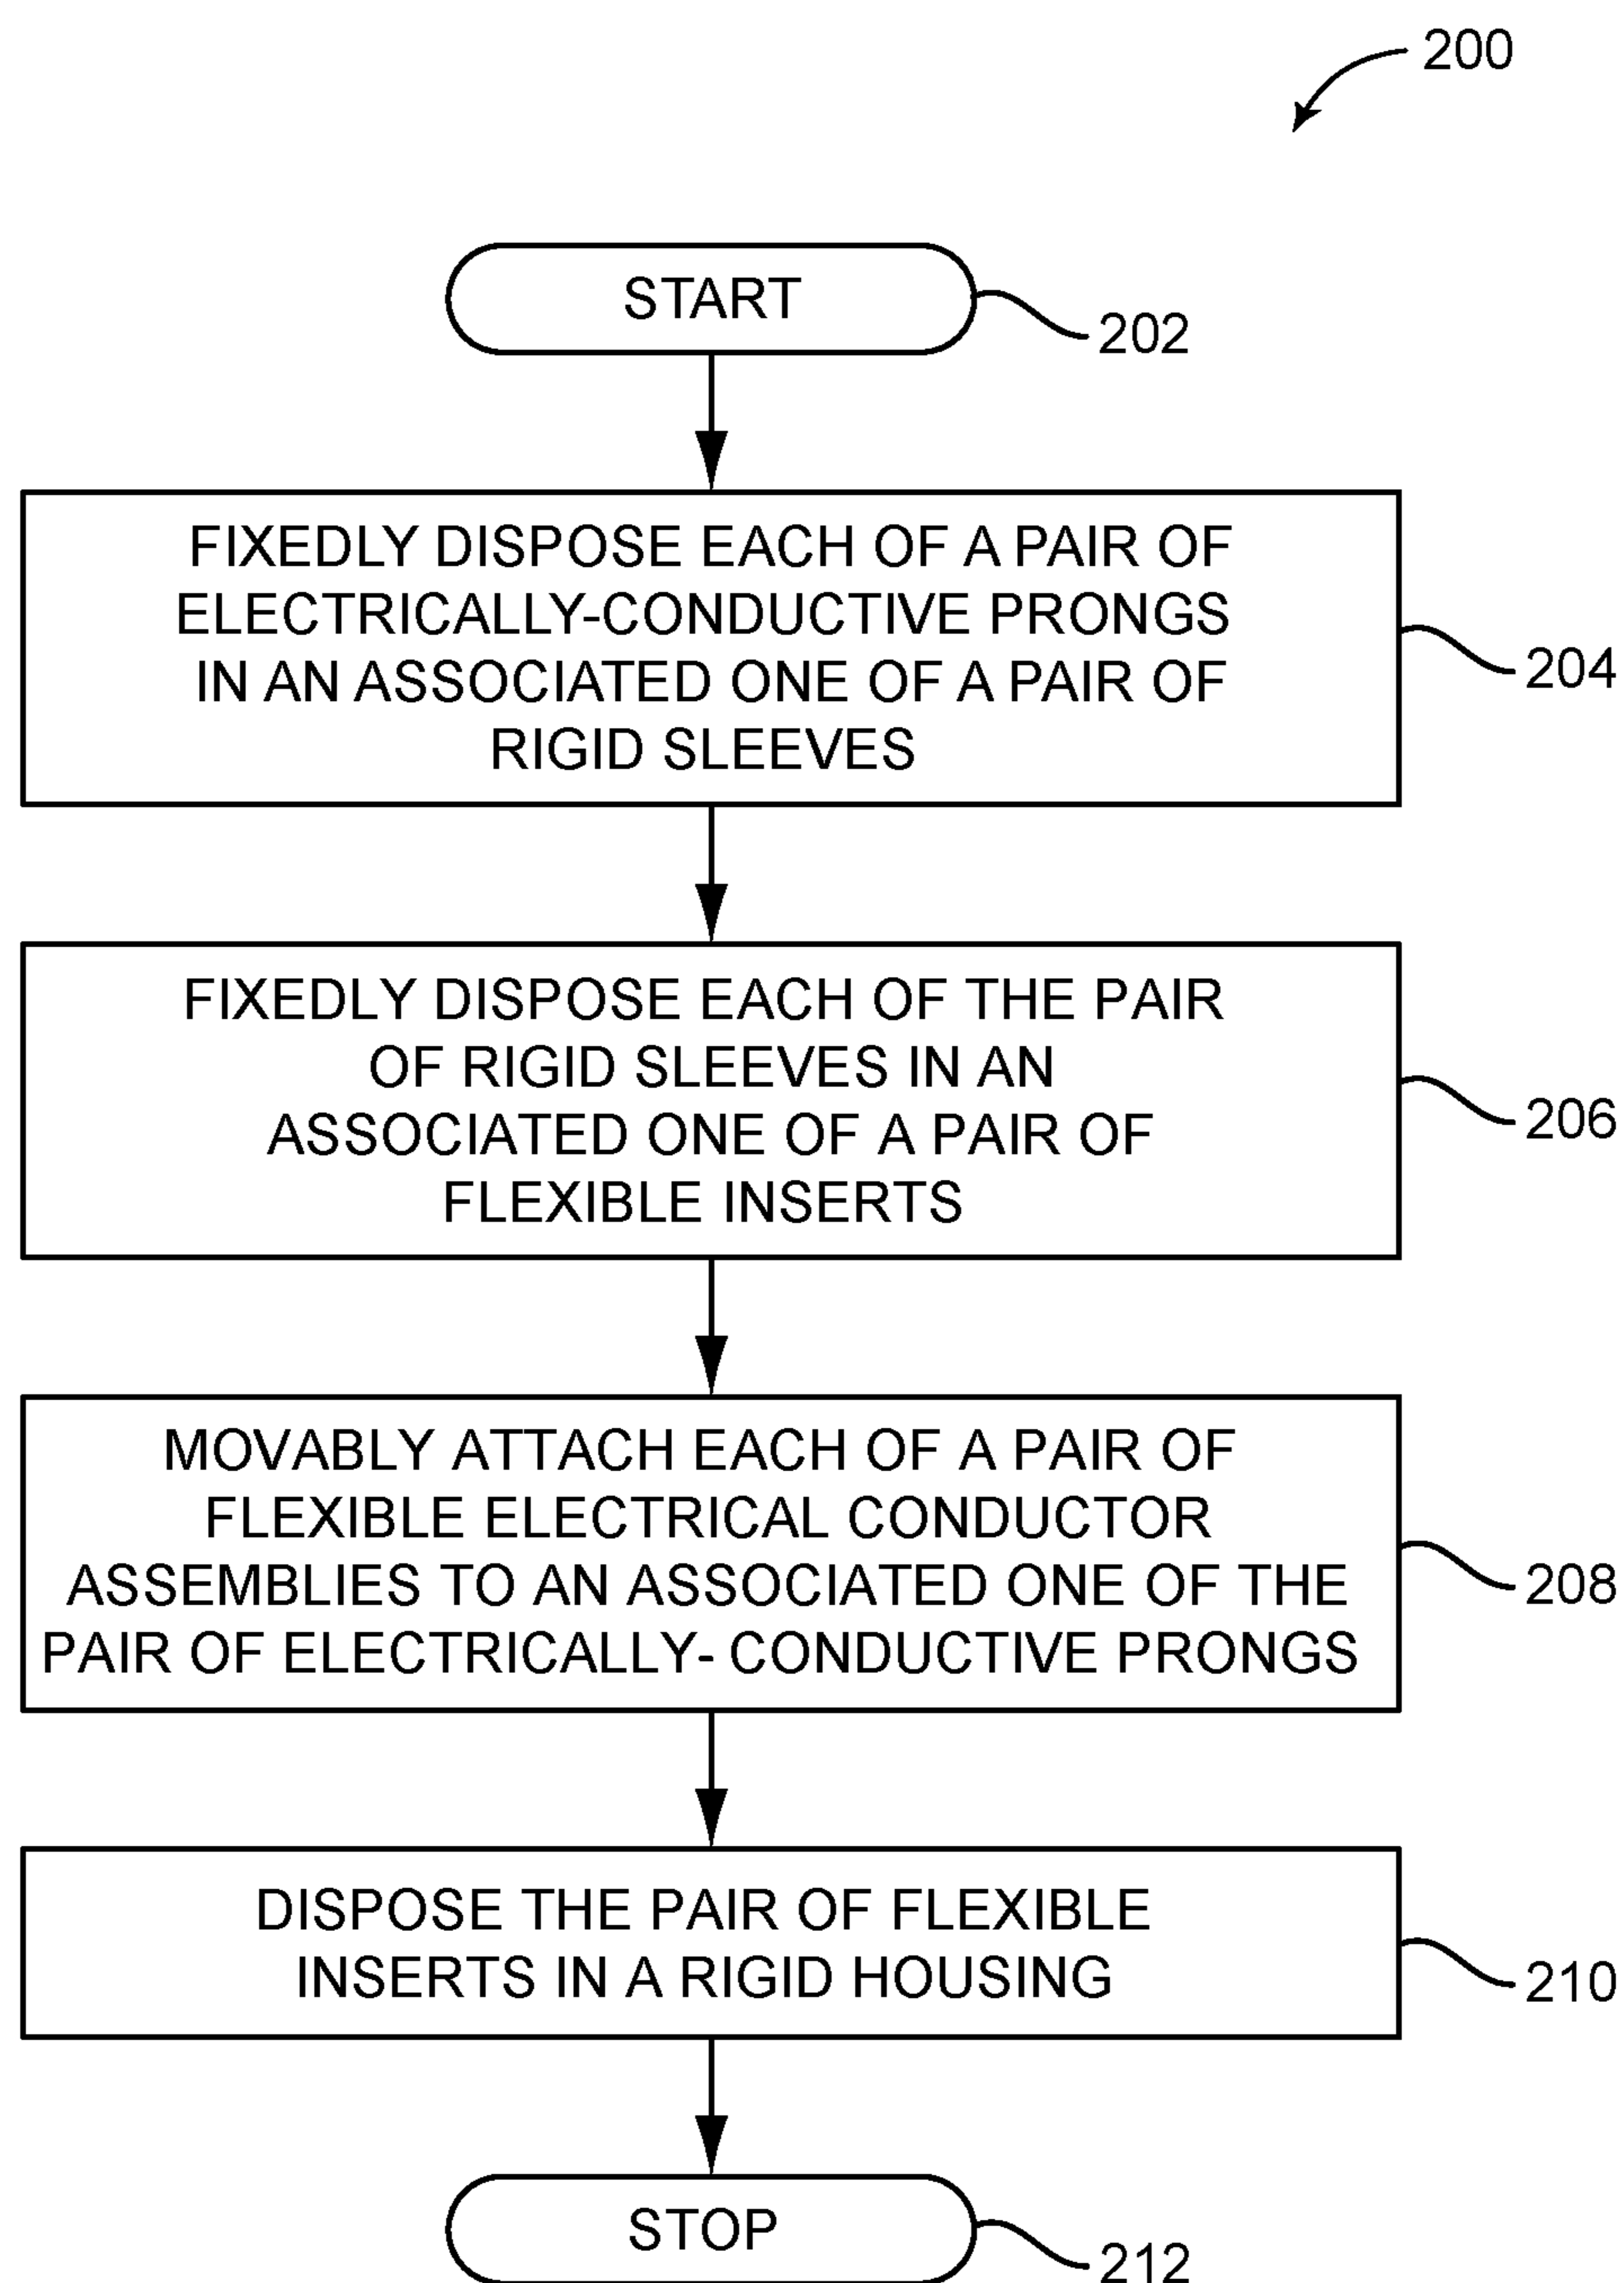 200
START
202
FIXEDLY DISPOSE EACH OF A PAIR OF
ELECTRICALLY-CONDUCTIVE PRONGS
IN AN ASSOCIATED ONE OF A PAIR OF
RIGID SLEEVES
204
FIXEDLY DISPOSE EACH OF THE PAIR
OF RIGID SLEEVES IN AN
ASSOCIATED ONE OF A PAIR OF
FLEXIBLE INSERTS
206
MOVABLY ATTACH EACH OF A PAIR OF
FLEXIBLE ELECTRICAL CONDUCTOR
ASSEMBLIES TO AN ASSOCIATED ONE OF THE
PAIR OF ELECTRICALLY- CONDUCTIVE PRONGS
208
DISPOSE THE PAIR OF FLEXIBLE
INSERTS IN A RIGID HOUSING
210
STOP
212